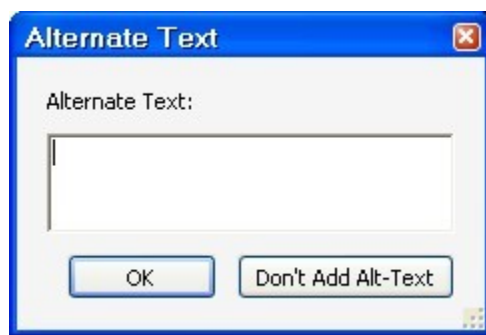 Alternate Text
Alternate Text:
OK
Don't Add Alt-Text